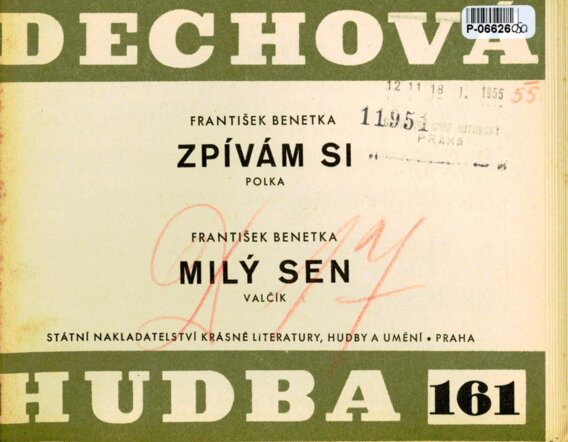 DECHOVÁ
P-06626
12 11 18 I. 1955
55
FRANTIŠEK BENETKA
11951
PRAHA
ZPÍVÁM SI
POLKA
FRANTIŠEK BENETKA
MILÝ SEN
VALČÍK
STÁTNÍ NAKLADATELSTVÍ KRÁSNÉ LITERATURY, HUDBY A UMĚNÍ • PRAHA
HUDBA 161